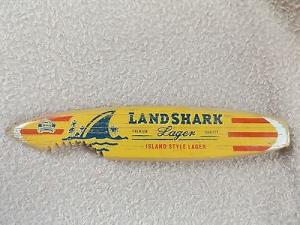 LANDSHARK
PREMIUM Lager QUALITY
ISLAND STYLE LAGER